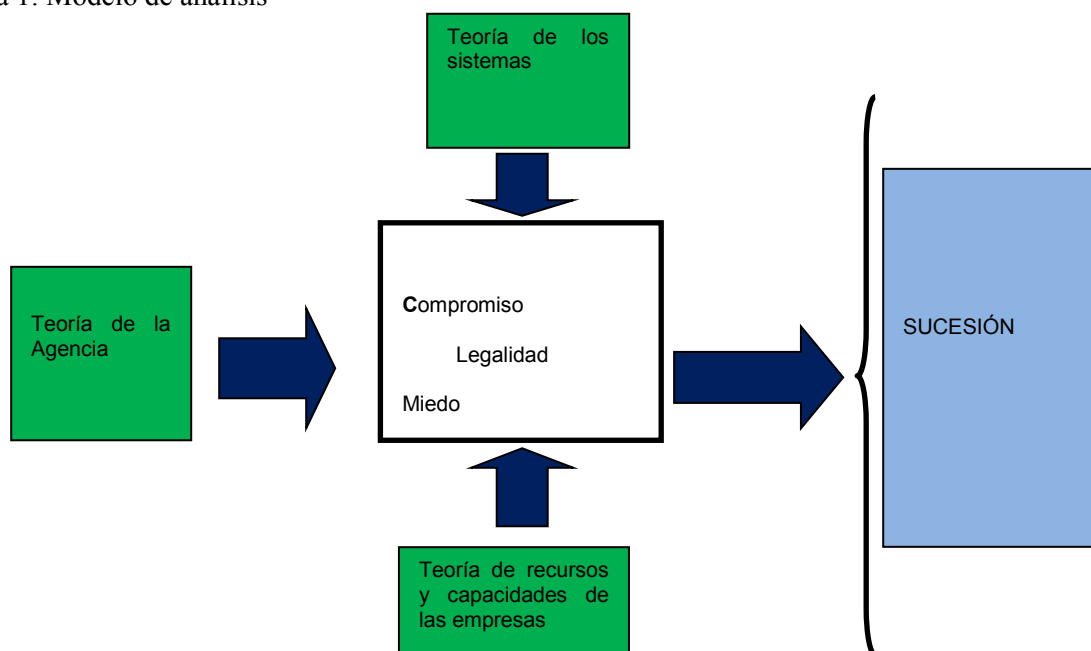 a 1: Modelo de análisis
Teoría de los
sistemas
Teoría de la
Agencia
Compromiso
Legalidad
Miedo
SUCESIÓN
Teoría de recursos
y capacidades de
las empresas